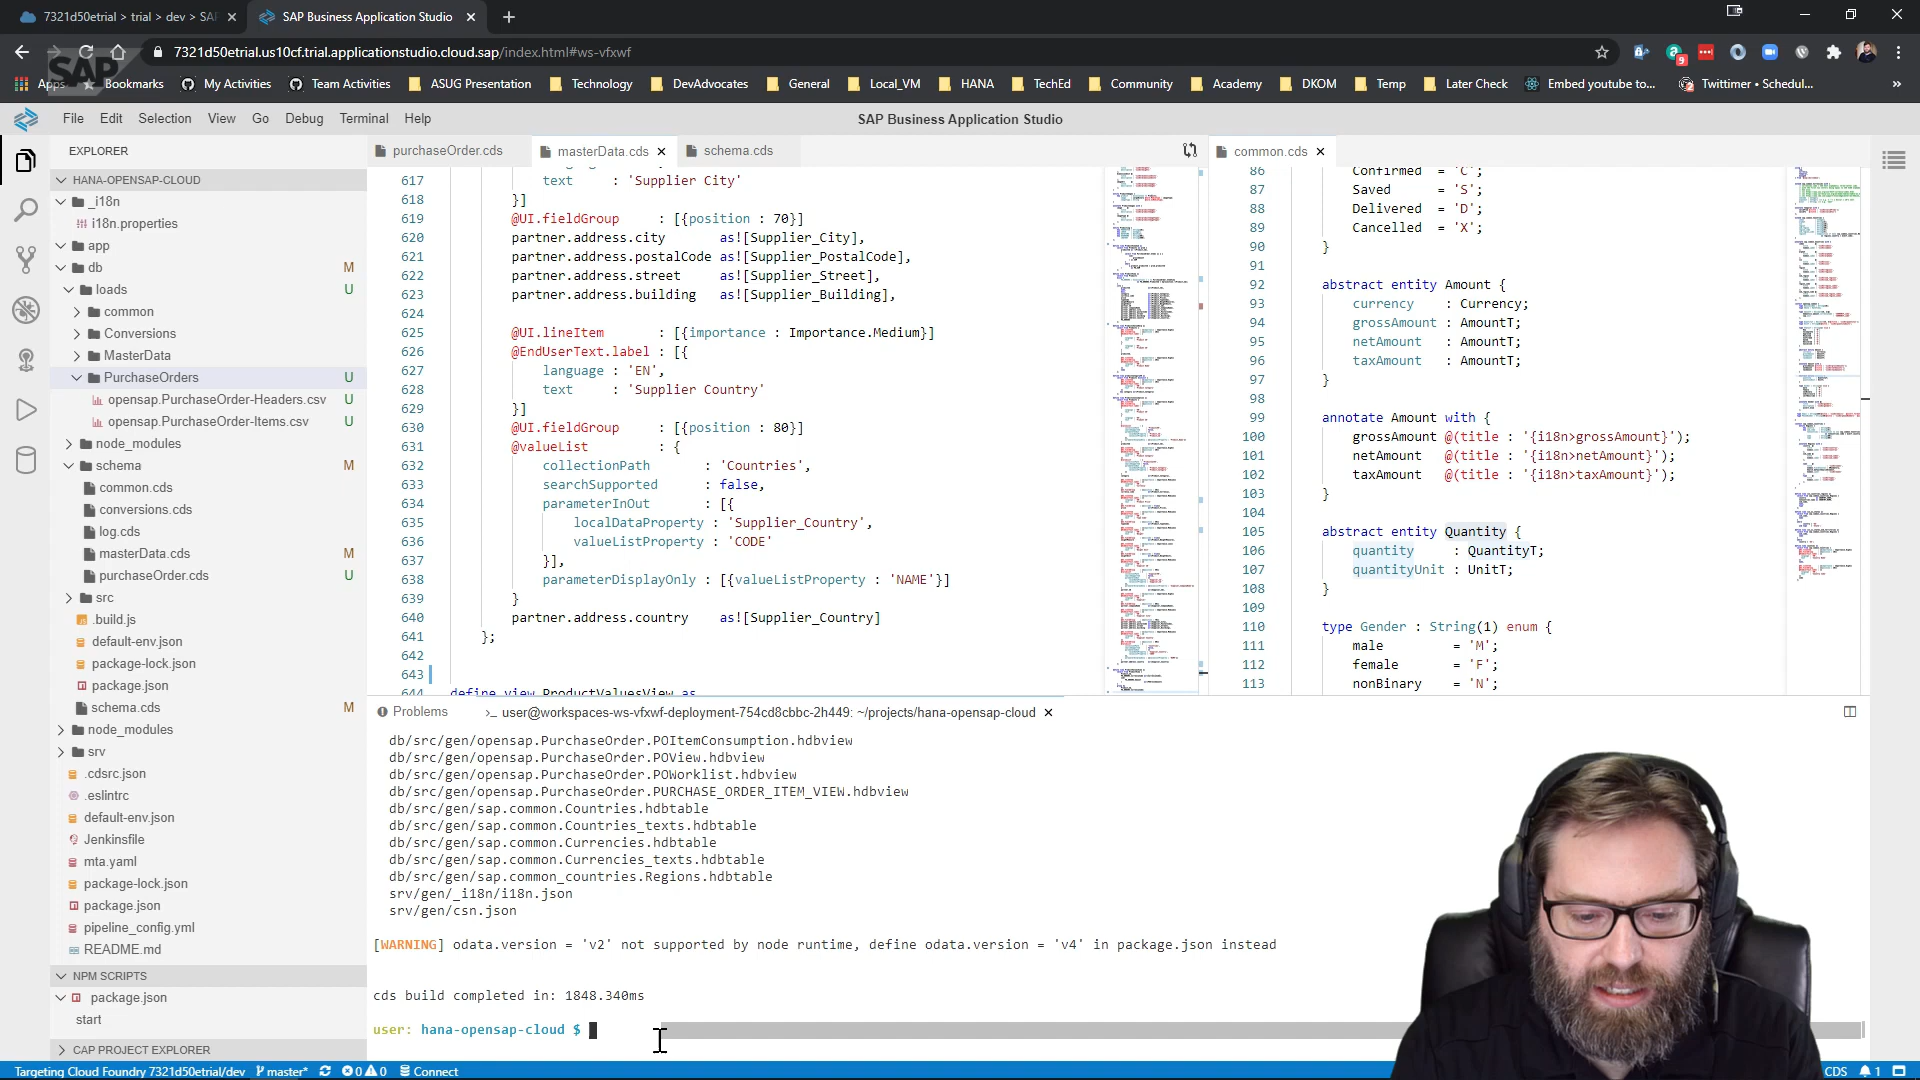 7321d50etrial > trial > dev > SAP
SAP Business Application Studio
7321d50etrial.us10cf.trial.applicationstudio.cloud.sap/index.html#ws-vfxwf
SAP
9
Apps
Bookmarks
My Activities
Team Activities
ASUG Presentation
Technology
DevAdvocates
General
Local_VM
HANA
TechEd
Community
Academy
DKOM
Temp
Later Check
Embed youtube to...
Twittimer • Schedul...
»
File Edit Selection View Go Debug Terminal Help
SAP Business Application Studio
EXPLORER
HANA-OPENSAP-CLOUD
_i18n
i18n.properties
app
db M
loads U
common
Conversions
MasterData
PurchaseOrders U
opensap.PurchaseOrder-Headers.csv U
opensap.PurchaseOrder-Items.csv U
node_modules
schema M
common.cds
conversions.cds
log.cds
masterData.cds M
purchaseOrder.cds U
src
.build.js
default-env.json
package-lock.json
package.json
schema.cds M
node_modules
srv
.cdsrc.json
.eslintrc
default-env.json
Jenkinsfile
mta.yaml
package-lock.json
package.json
pipeline_config.yml
README.md
NPM SCRIPTS
package.json
start
CAP PROJECT EXPLORER
purchaseOrder.cds
masterData.cds
schema.cds
617 text : 'Supplier City'
618 }]
619 @UI.fieldGroup : [{position : 70}]
620 partner.address.city as![Supplier_City],
621 partner.address.postalCode as![Supplier_PostalCode],
622 partner.address.street as![Supplier_Street],
623 partner.address.building as![Supplier_Building],
624
625 @UI.lineItem : [{importance : Importance.Medium}]
626 @EndUserText.label : [{
627 language : 'EN',
628 text : 'Supplier Country'
629 }]
630 @UI.fieldGroup : [{position : 80}]
631 @valueList : {
632 collectionPath : 'Countries',
633 searchSupported : false,
634 parameterInOut : [{
635 localDataProperty : 'Supplier_Country',
636 valueListProperty : 'CODE'
637 }],
638 parameterDisplayOnly : [{valueListProperty : 'NAME'}]
639 }
640 partner.address.country as![Supplier_Country]
641 };
642
643
644 define view ProductValuesView as
common.cds
86 Confirmed = 'C';
87 Saved = 'S';
88 Delivered = 'D';
89 Cancelled = 'X';
90 }
91
92 abstract entity Amount {
93 currency : Currency;
94 grossAmount : AmountT;
95 netAmount : AmountT;
96 taxAmount : AmountT;
97 }
98
99 annotate Amount with {
100 grossAmount @(title : '{i18n>grossAmount}');
101 netAmount @(title : '{i18n>netAmount}');
102 taxAmount @(title : '{i18n>taxAmount}');
103 }
104
105 abstract entity Quantity {
106 quantity : QuantityT;
107 quantityUnit : UnitT;
108 }
109
110 type Gender : String(1) enum {
111 male = 'M';
112 female = 'F';
113 nonBinary = 'N';
Problems
>_ user@workspaces-ws-vfxwf-deployment-754cd8cbbc-2h449: ~/projects/hana-opensap-cloud
db/src/gen/opensap.PurchaseOrder.POItemConsumption.hdbview
db/src/gen/opensap.PurchaseOrder.POView.hdbview
db/src/gen/opensap.PurchaseOrder.POWorklist.hdbview
db/src/gen/opensap.PurchaseOrder.PURCHASE_ORDER_ITEM_VIEW.hdbview
db/src/gen/sap.common.Countries.hdbtable
db/src/gen/sap.common.Countries_texts.hdbtable
db/src/gen/sap.common.Currencies.hdbtable
db/src/gen/sap.common.Currencies_texts.hdbtable
db/src/gen/sap.common_countries.Regions.hdbtable
srv/gen/_i18n/i18n.json
srv/gen/csn.json
[WARNING] odata.version = 'v2' not supported by node runtime, define odata.version = 'v4' in package.json instead
cds build completed in: 1848.340ms
user: hana-opensap-cloud $
Targeting Cloud Foundry 7321d50etrial/dev
master*
0
0
Connect
CDS
1